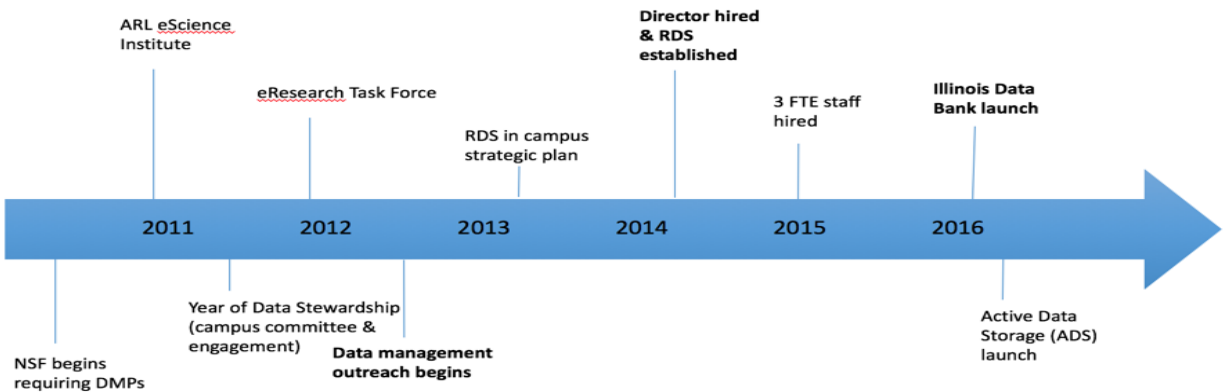 ARL eScience
Institute
eResearch Task Force
RDS in campus
strategic plan
Director hired
& RDS
established
3 FTE staff
hired
Illinois Data
Bank launch
2011
2012
2013
2014
2015
2016
NSF begins
requiring DMPs
Year of Data Stewardship
(campus committee &
engagement)
Data management
outreach begins
Active Data
Storage (ADS)
launch